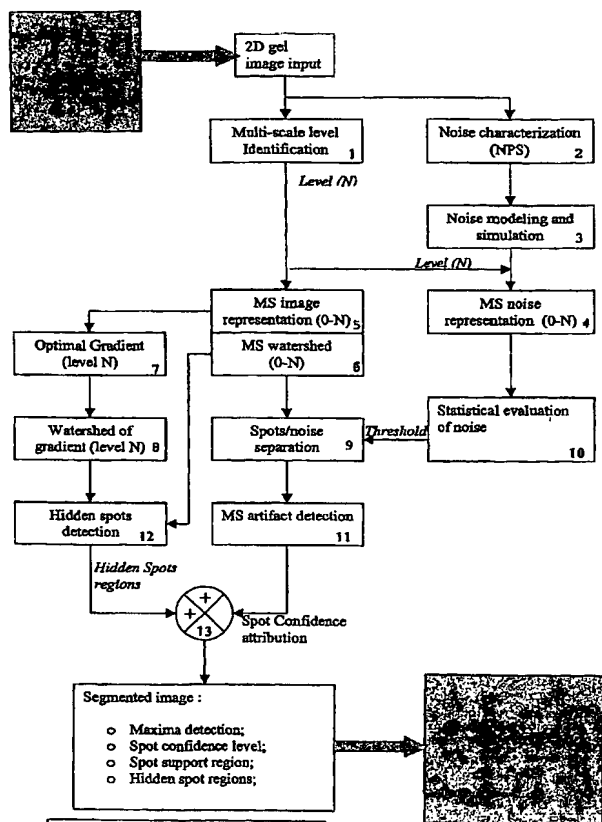 2D gel
image input
Multi-scale level
Identification 1
Noise characterization
(NPS) 2
Level (N)
Noise modeling and
simulation 3
Level (N)
MS image
representation (0-N) 5
MS noise
representation (0-N) 4
Optimal Gradient
(level N) 7
MS watershed
(0-N) 6
Watershed of
gradient (level N) 8
Spots/noise
separation 9
Threshold
Statistical evaluation
of noise
10
Hidden spots
detection 12
MS artifact detection
11
Hidden Spots
regions
+
+
13
Spot Confidence
attribution
Segmented image :
o Maxima detection;
o Spot confidence level;
o Spot support region;
o Hidden spot regions;